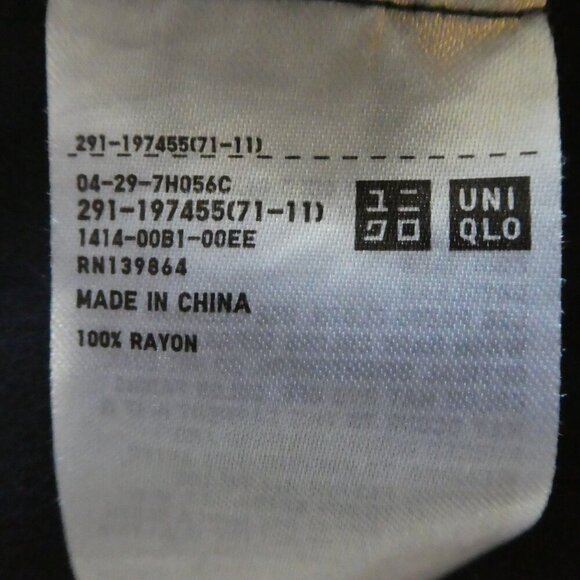 291-197455(71-11)
04-29-7H056C
291-197455(71-11)
1414-00B1-00EE
RN139864
MADE IN CHINA
100% RAYON
ユニ
クロ
UNI
QLO